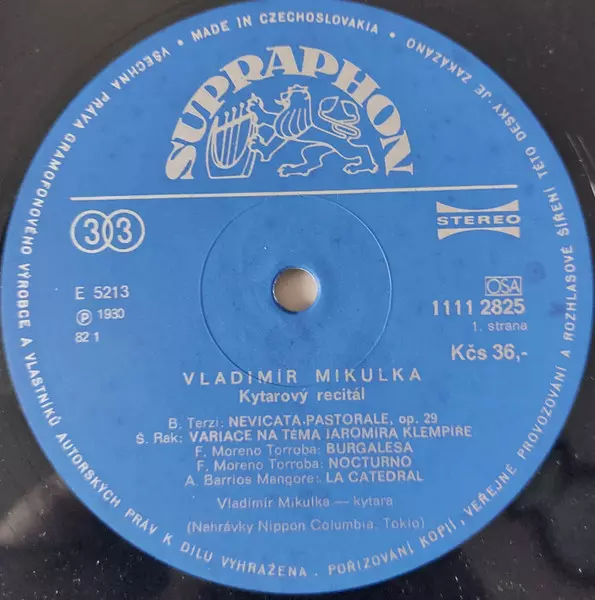 • MADE IN CZECHOSLOVAKIA •
VŠECHNA PRÁVA GRAMOFONOVÉHO VÝROBCE A VLASTNÍKŮ AUTORSKÝCH PRÁV K DÍLU VYHRAŽENA. POŘIZOVÁNÍ KOPIÍ, VEŘEJNÉ PROVOZOVÁNÍ A ROZHLASOVÉ ŠÍŘENÍ TÉTO DESKY JE ZAKÁZÁNO
SUPRAPHON
33
STEREO
E 5213
Ⓟ 1930
82 1
OSA
1111 2825
1. strana
Kčs 36,-
VLADIMÍR MIKULKA
Kytarový recitál
B. Terzi: NEVICATA-PASTORALE, op. 29
Š. Rak: VARIACE NA TÉMA JAROMÍRA KLEMPÍŘE
F. Moreno Torroba: BURGALESA
F. Moreno Torroba: NOCTURNO
A. Barrios Mangore: LA CATEDRAL
Vladimír Mikulka — kytara
(Nahrávky Nippon Columbia, Tokio)